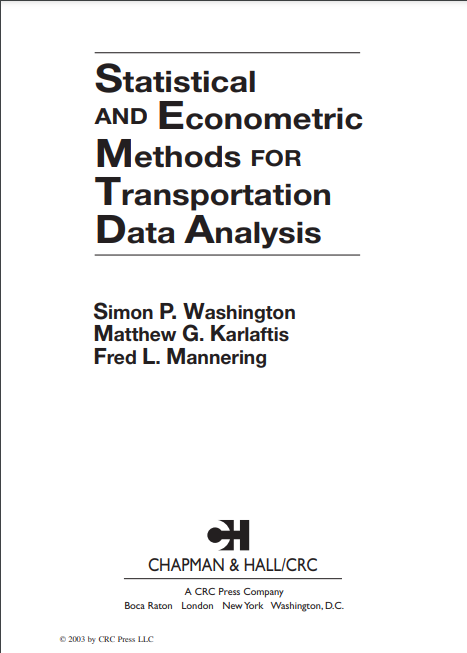 Statistical
AND Econometric
Methods FOR
Transportation
Data Analysis
Simon P. Washington
Matthew G. Karlaftis
Fred L. Mannering
CH
CHAPMAN & HALL/CRC
A CRC Press Company
Boca Raton London New York Washington, D.C.
© 2003 by CRC Press LLC